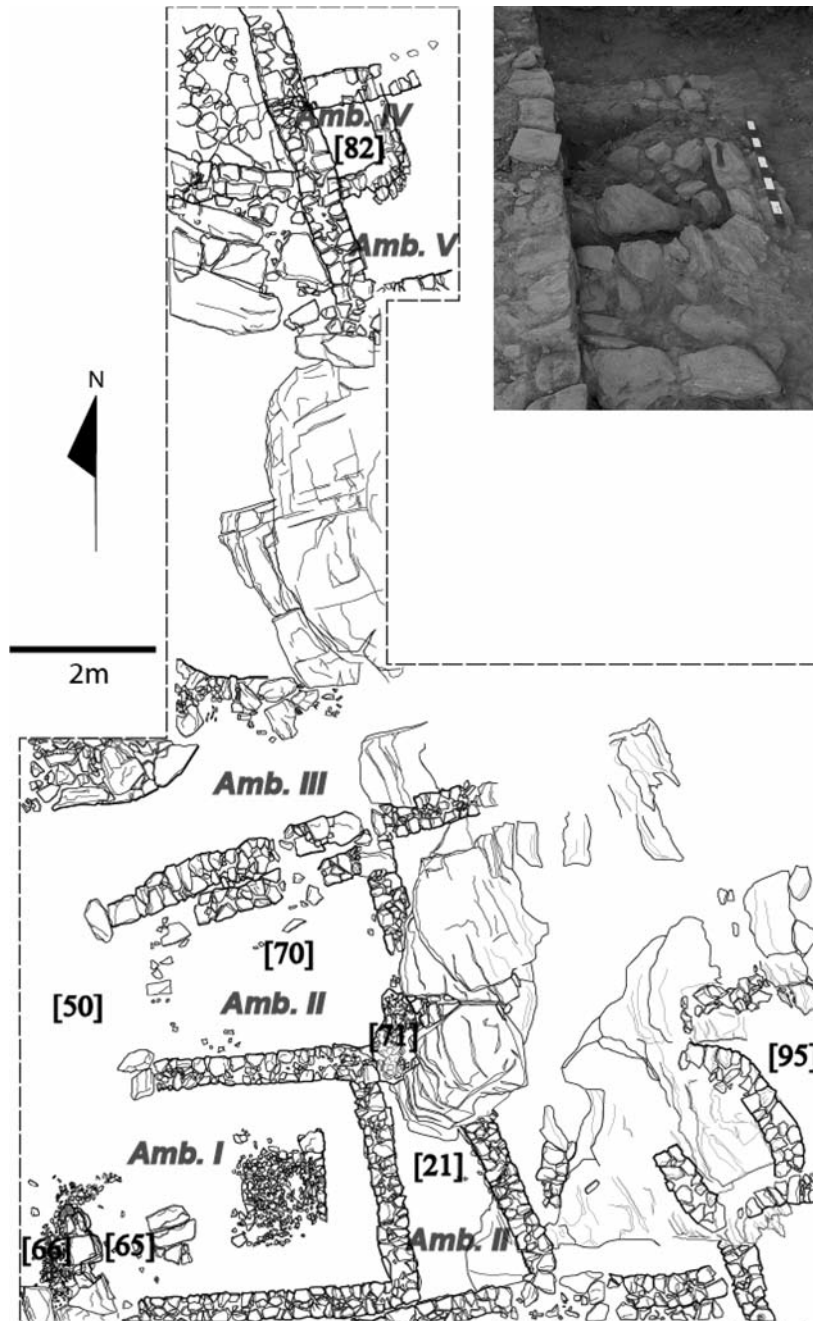 Amb. IV
[82]
Amb. V
N
2m
Amb. III
[70]
[50]
Amb. II
[71]
[95]
Amb. I
[21]
[66]
[65]
Amb. II